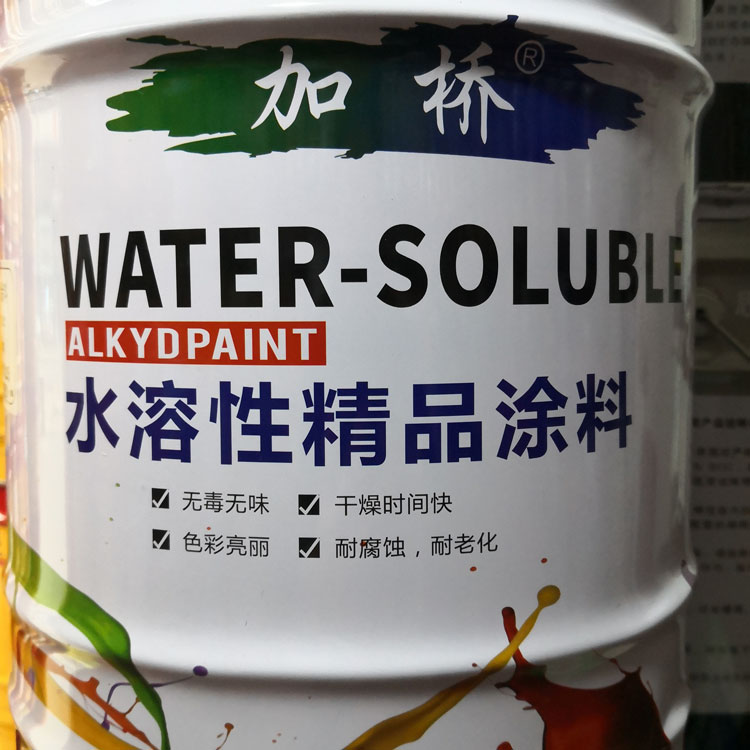 加桥®
WATER-SOLUBLE
ALKYDPAINT
水溶性精品涂料
无毒无味 干燥时间快
色彩亮丽 耐腐蚀，耐老化